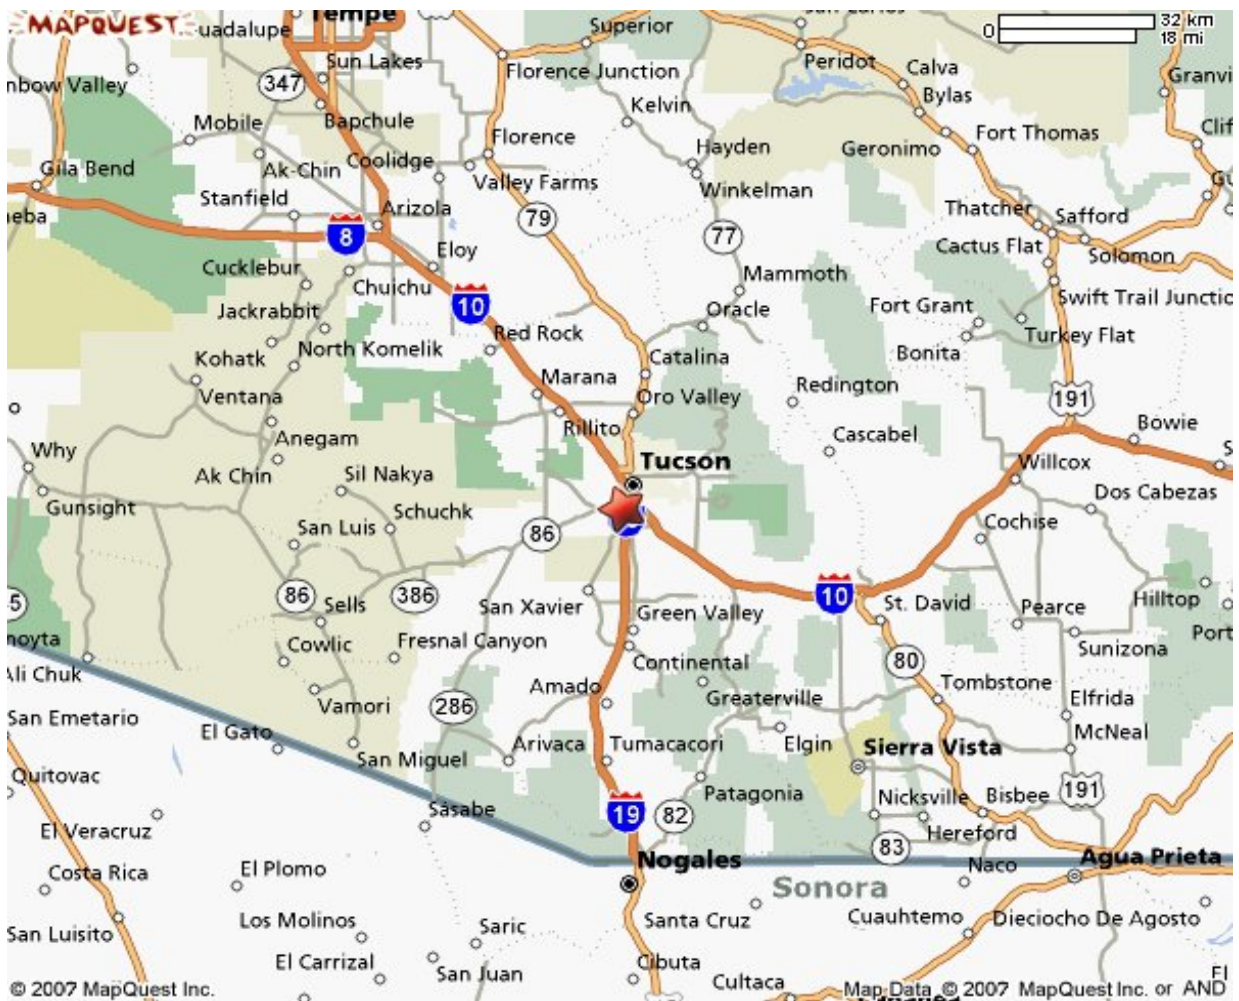 MAPQUEST
Tempe
uadalupe
Superior
San Carlos
0
32 km
18 mi
Sun Lakes
Florence Junction
Peridot
Calva
Granvi
nbow Valley
347
Bylas
Kelvin
Mobile
Bapchule
Florence
Fort Thomas
Clif
Hayden
Geronimo
Gila Bend
Ak-Chin
Coolidge
Valley Farms
Winkelman
Stanfield
Arizola
79
Thatcher
Safford
8
77
Cactus Flat
Solomon
Eloy
Cucklebur
Mammoth
Chuichu
10
Swift Trail Junctio
Jackrabbit
Oracle
Fort Grant
Red Rock
Turkey Flat
Kohatk
North Komelik
Catalina
Bonita
Marana
Redington
Ventana
Oro Valley
191
Rillito
Bowie
Anegam
Cascabel
Why
Tucson
Willcox
Ak Chin
Sil Nakya
Dos Cabezas
Gunsight
Schuchk
San Luis
86
Cochise
86
386
10
Hilltop
Sells
San Xavier
St. David
Pearce
Green Valley
noyta
Cowlic
Fresnal Canyon
Port
Sunizona
Ali Chuk
Continental
80
Amado
Greaterville
Tombstone
Elfrida
San Emetario
Vamori
286
El Gato
Arivaca
Tumacacori
Elgin
Sierra Vista
McNeal
San Miguel
Quitovac
Patagonia
191
Sasabe
19
82
Nicksville
Bisbee
El Veracruz
Hereford
83
Nogales
Naco
Agua Prieta
Costa Rica
El Plomo
Sonora
Los Molinos
Saric
Santa Cruz
Cuauhtemo
Dieciocho De Agosto
San Luisito
El Carrizal
San Juan
Cibuta
Cultaca
© 2007 MapQuest Inc.
Map Data © 2007 MapQuest Inc. or AND